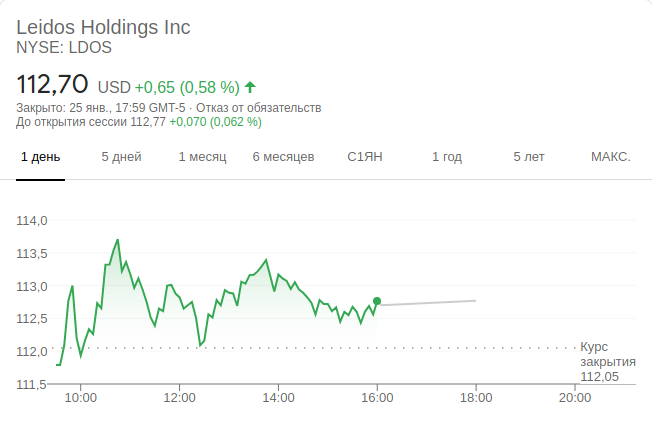 Leidos Holdings Inc
NYSE: LDOS
112,70 USD +0,65 (0,58 %)
Закрыто: 25 янв., 17:59 GMT-5 · Отказ от обязательств
До открытия сессии 112,77 +0,070 (0,062 %)
1 день 5 дней 1 месяц 6 месяцев С1ЯН 1 год 5 лет МАКС.
114,0
113,5
113,0
112,5
112,0
111,5
Курс
закрытия
112,05
10:00 12:00 14:00 16:00 18:00 20:00